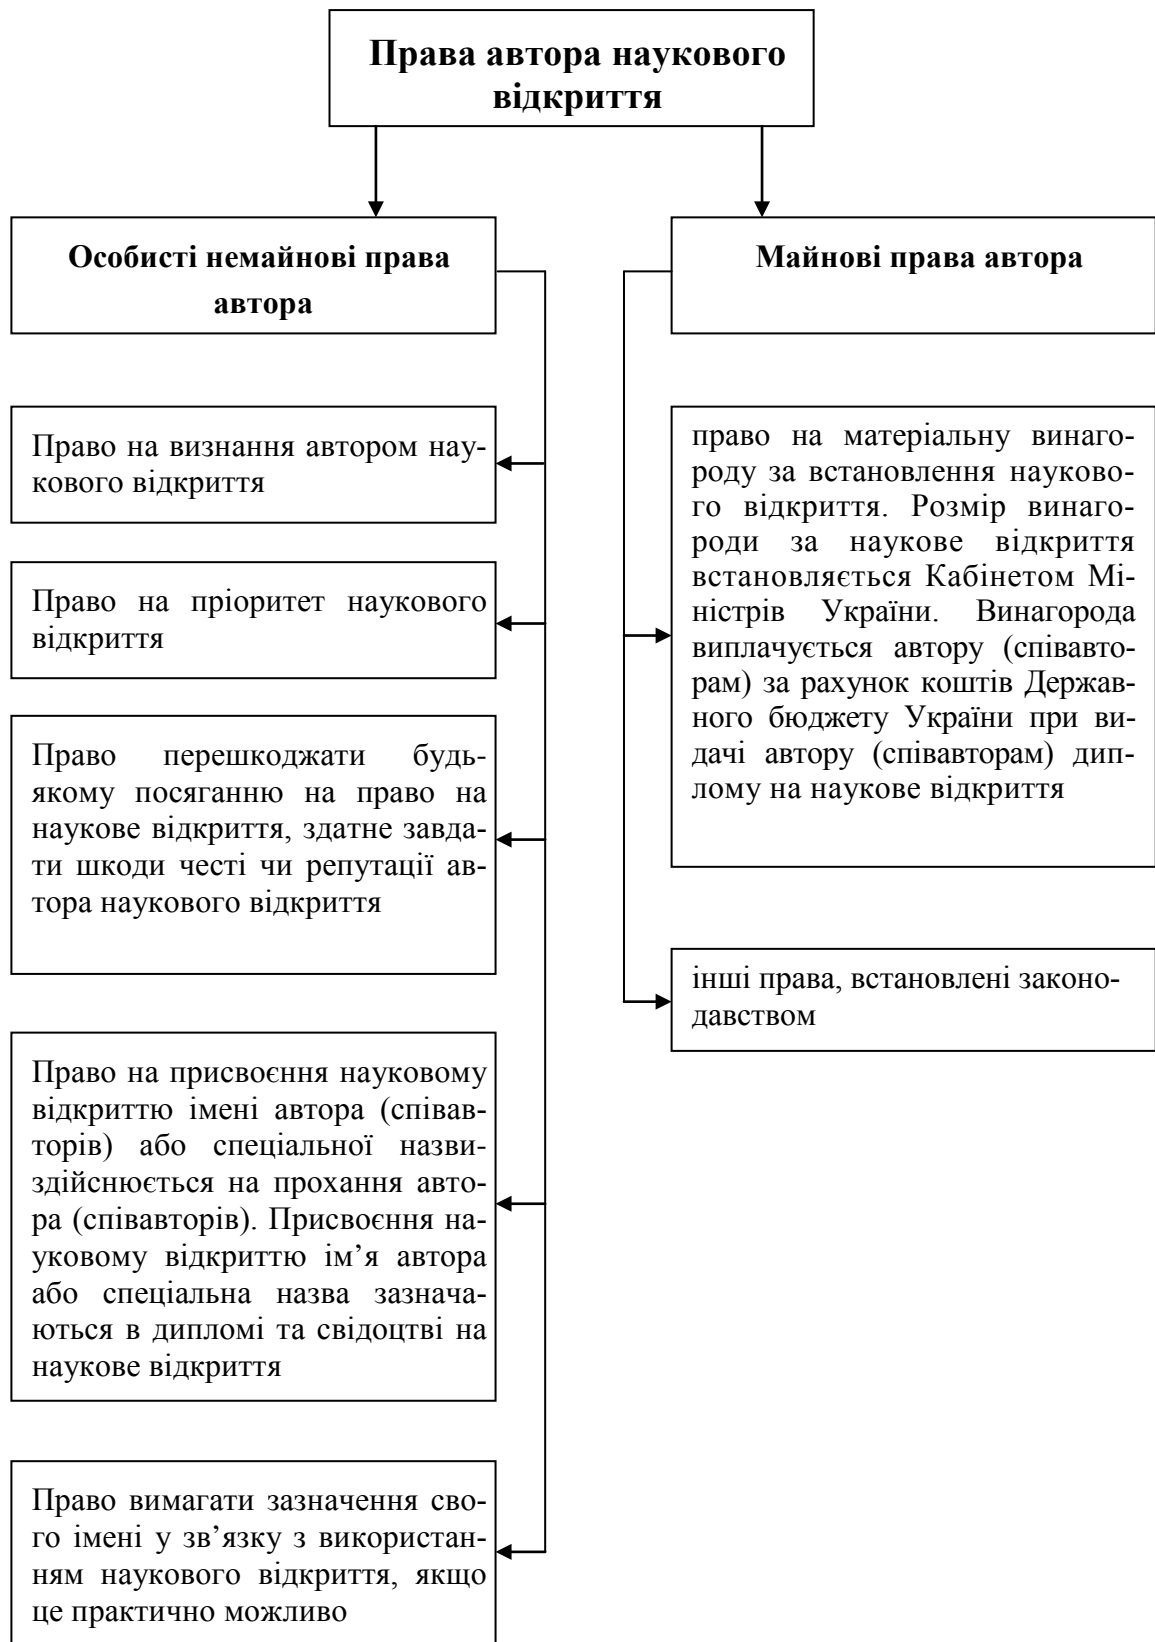 Права автора наукового
відкриття
Особисті немайнові права
автора
Право на визнання автором нау-
кового відкриття
Право на пріоритет наукового
відкриття
Право перешкоджати будь-
якому посяганню на право на
наукове відкриття, здатне завда-
ти шкоди честі чи репутації ав-
тора наукового відкриття
Право на присвоєння науковому
відкриттю імені автора (співав-
торів) або спеціальної назви-
здійснюється на прохання авто-
ра (співавторів). Присвоєння на-
уковому відкриттю ім’я автора
або спеціальна назва зазнача-
ються в дипломі та свідоцтві на
наукове відкриття
Право вимагати зазначення сво-
го імені у зв’язку з використан-
ням наукового відкриття, якщо
це практично можливо
Майнові права автора
право на матеріальну винаго-
роду за встановлення науково-
го відкриття. Розмір винаго-
роди за наукове відкриття
встановляється Кабінетом Мі-
ністрів України. Винагорода
виплачується автору (співавто-
рам) за рахунок коштів Держав-
ного бюджету України при ви-
дачі автору (співавторам) дип-
лому на наукове відкриття
інші права, встановлені законо-
давством